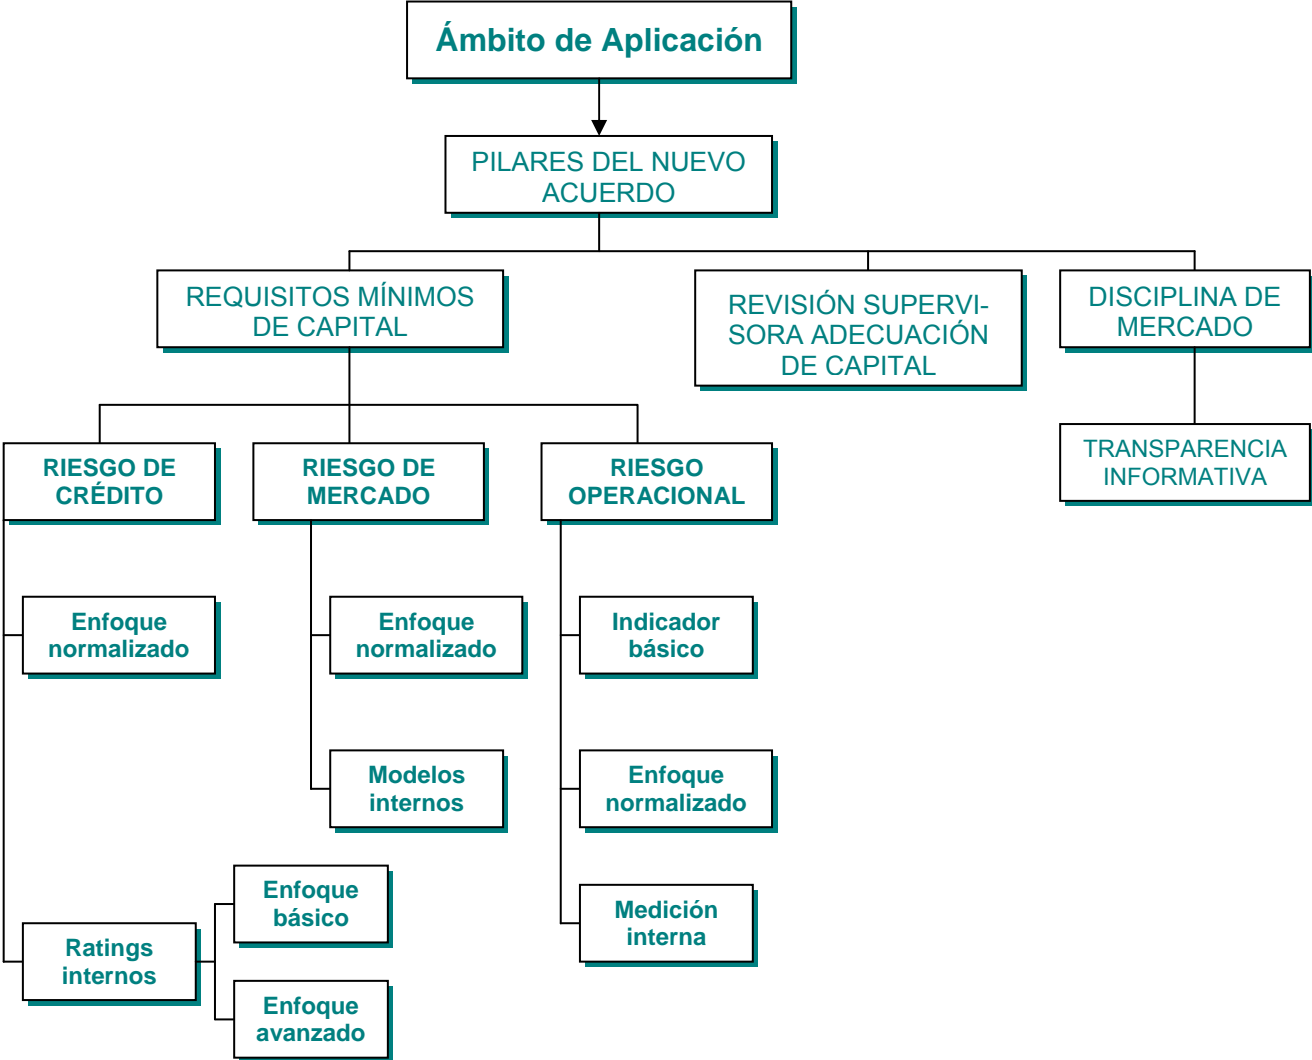 Ámbito de Aplicación
PILARES DEL NUEVO
ACUERDO
REQUISITOS MÍNIMOS
DE CAPITAL
REVISIÓN SUPERVI-
SORA ADECUACIÓN
DE CAPITAL
DISCIPLINA DE
MERCADO
RIESGO DE
CRÉDITO
RIESGO DE
MERCADO
RIESGO
OPERACIONAL
TRANSPARENCIA
INFORMATIVA
Enfoque
normalizado
Enfoque
normalizado
Indicador
básico
Modelos
internos
Enfoque
normalizado
Enfoque
básico
Medición
interna
Ratings
internos
Enfoque
avanzado